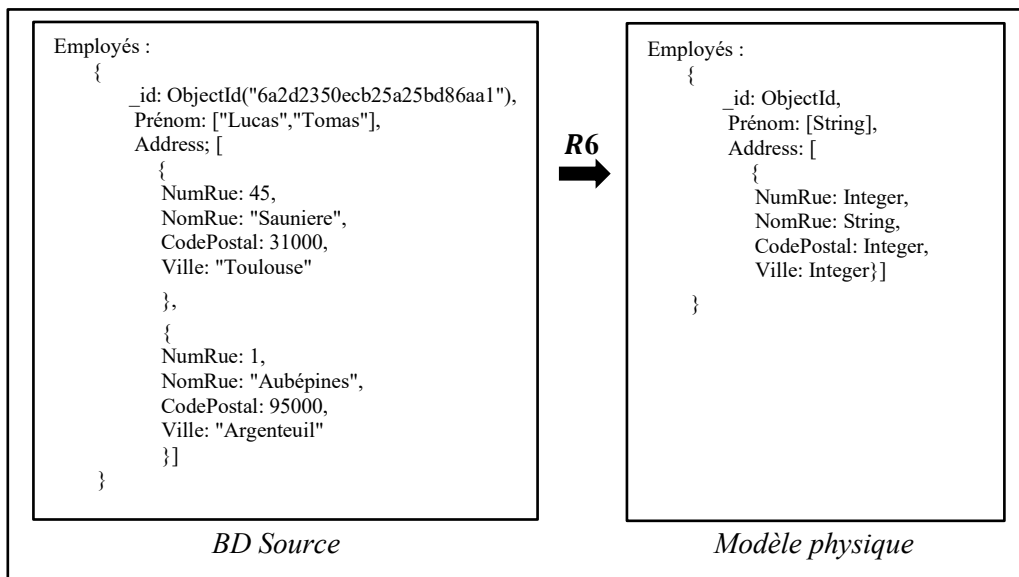 Employés :
{
_id: ObjectId("6a2d2350ecb25a25bd86aa1"),
Prénom: ["Lucas","Tomas"],
Address; [
{
NumRue: 45,
NomRue: "Sauniere",
CodePostal: 31000,
Ville: "Toulouse"
},
{
NumRue: 1,
NomRue: "Aubépines",
CodePostal: 95000,
Ville: "Argenteuil"
}]
}
BD Source
R6
Employés :
{
_id: ObjectId,
Prénom: [String],
Address: [
{
NumRue: Integer,
NomRue: String,
CodePostal: Integer,
Ville: Integer}]
}
Modèle physique